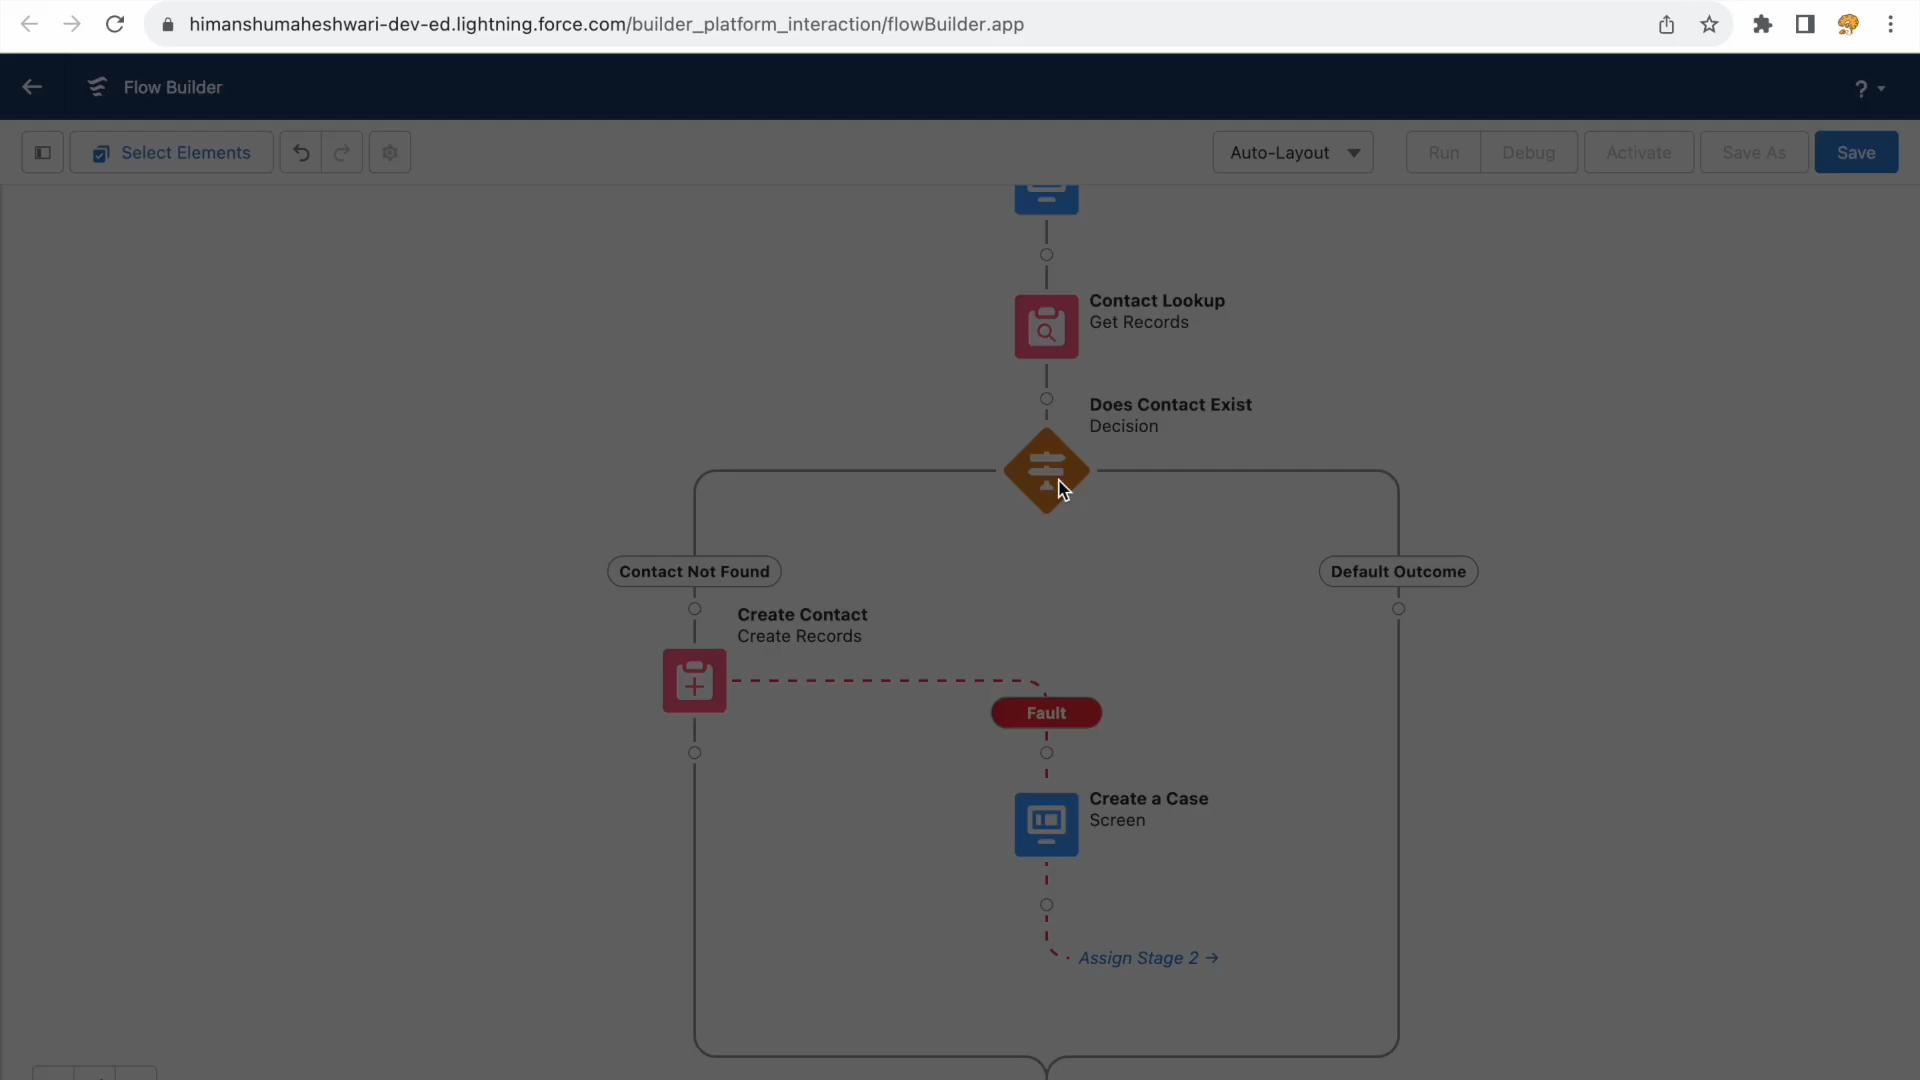 himanshumaheshwari-dev-ed.lightning.force.com/builder_platform_interaction/flowBuilder.app
Flow Builder
?
Select Elements
Auto-Layout
Run
Debug
Activate
Save As
Save
Contact Lookup
Get Records
Does Contact Exist
Decision
Contact Not Found
Default Outcome
Create Contact
Create Records
Fault
Create a Case
Screen
Assign Stage 2 →